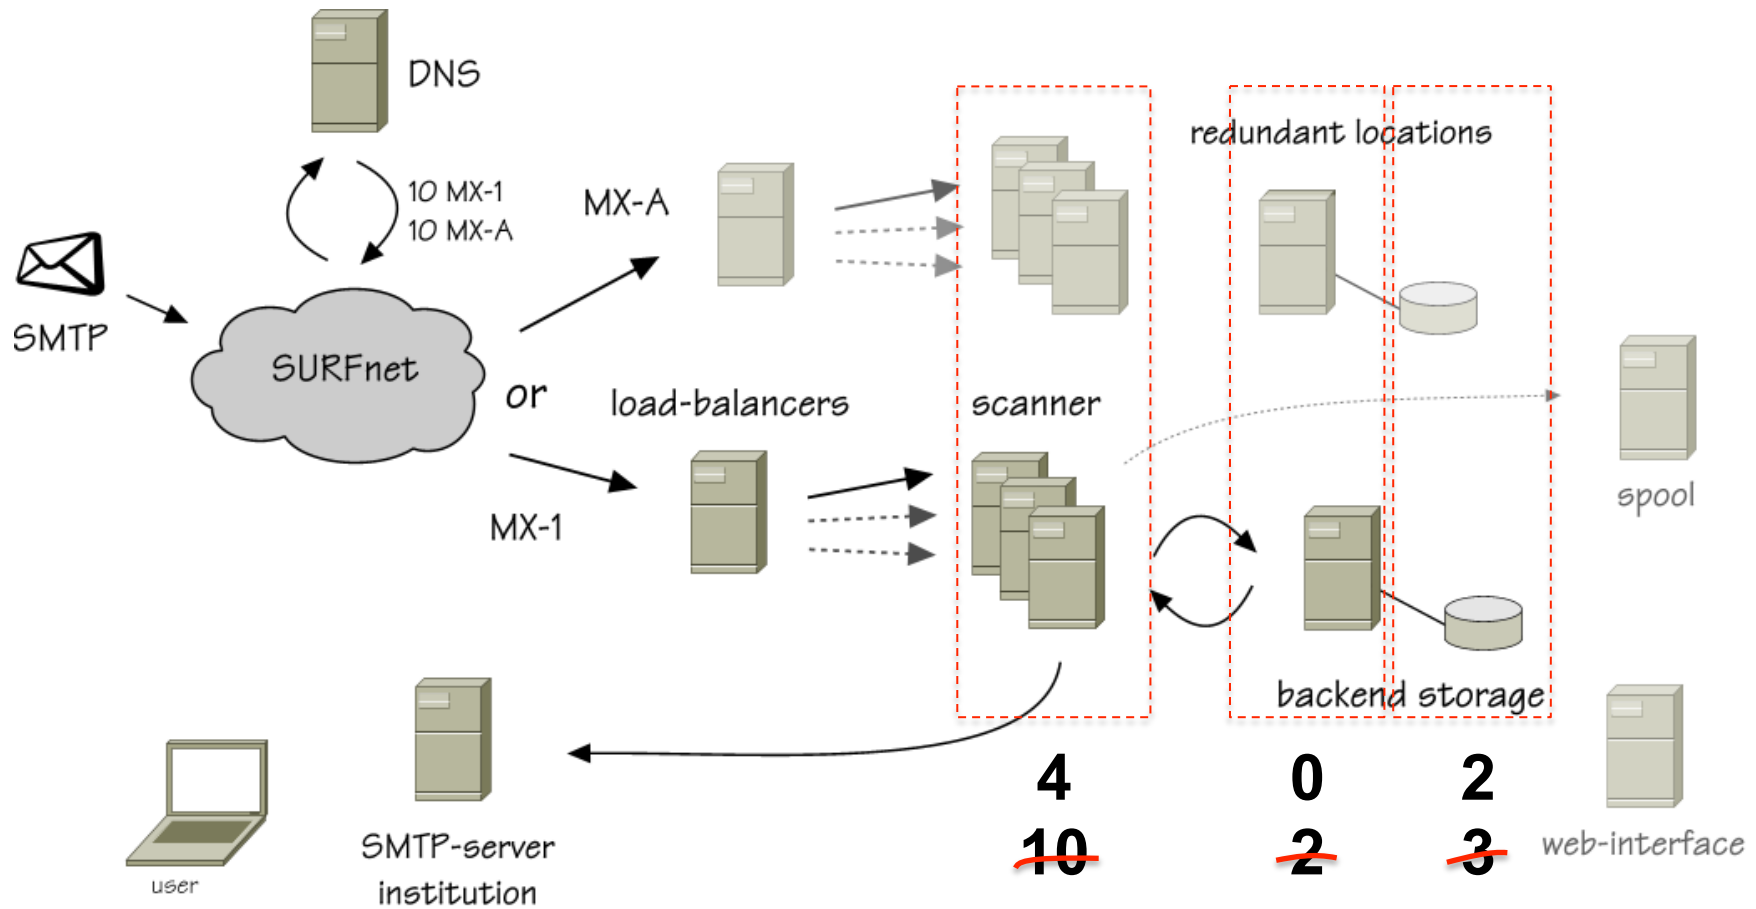 DNS
10 MX-1
10 MX-A
SMTP
SURFnet
or
MX-A
MX-1
load-balancers
scanner
redundant locations
spool
backend storage
web-interface
SMTP-server
institution
user
4 0 2
10 2 3